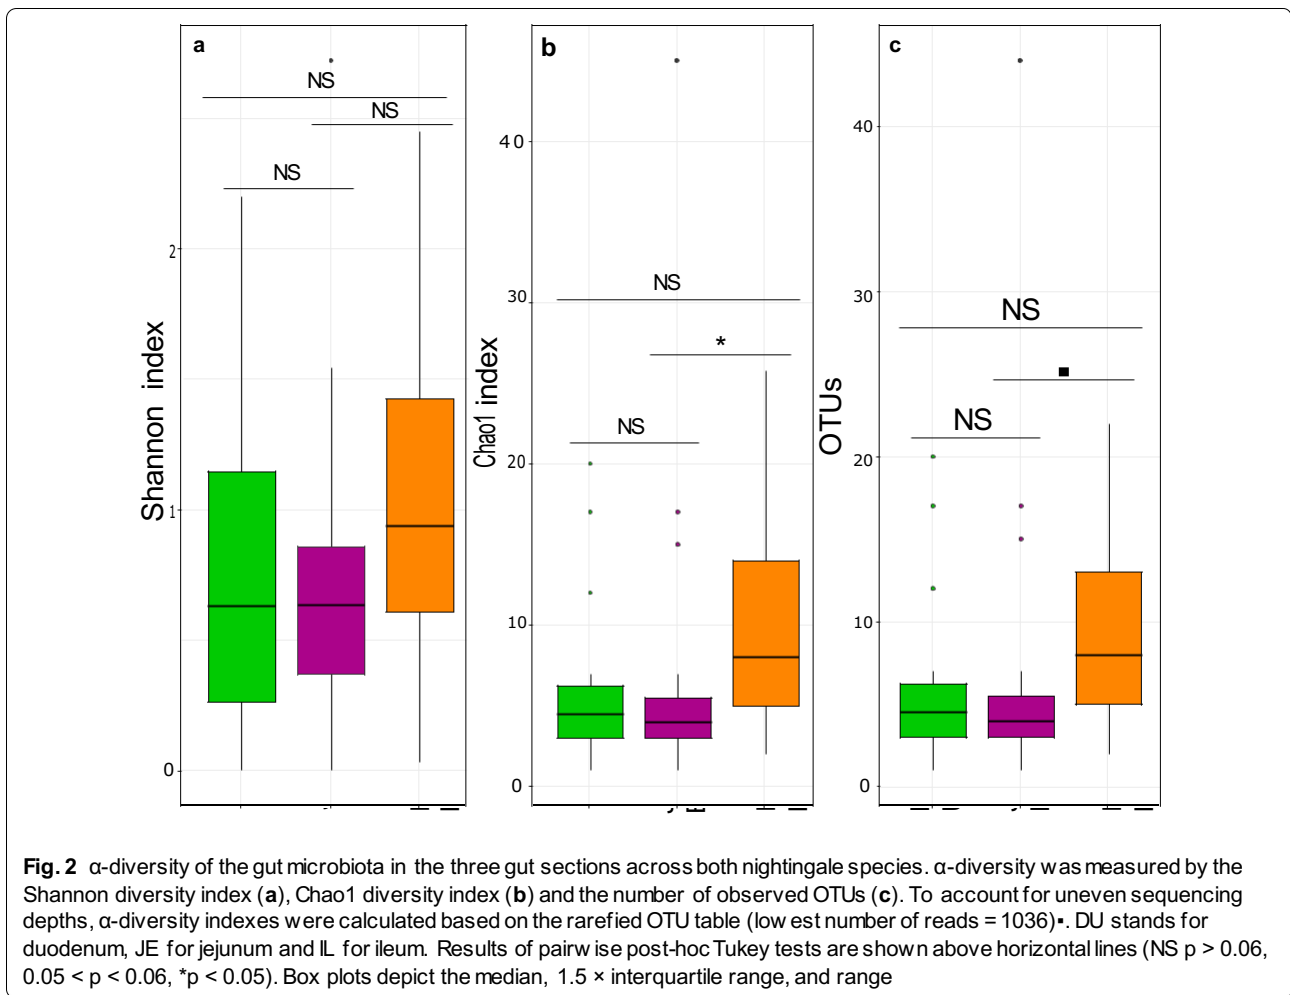 a
b
c
NS
NS
NS
2
1
0
Shannon index
NS
*
NS
40
30
20
10
0
Chao1 index
NS
▪
NS
40
30
20
10
0
OTUs
Fig. 2 α-diversity of the gut microbiota in the three gut sections across both nightingale species. α-diversity was measured by the
Shannon diversity index (a), Chao1 diversity index (b) and the number of observed OTUs (c). To account for uneven sequencing
depths, α-diversity indexes were calculated based on the rarefied OTU table (lowest number of reads = 1036)▪. DU stands for
duodenum, JE for jejunum and IL for ileum. Results of pairwise post-hoc Tukey tests are shown above horizontal lines (NS p > 0.06,
0.05 < p < 0.06, *p < 0.05). Box plots depict the median, 1.5 × interquartile range, and range